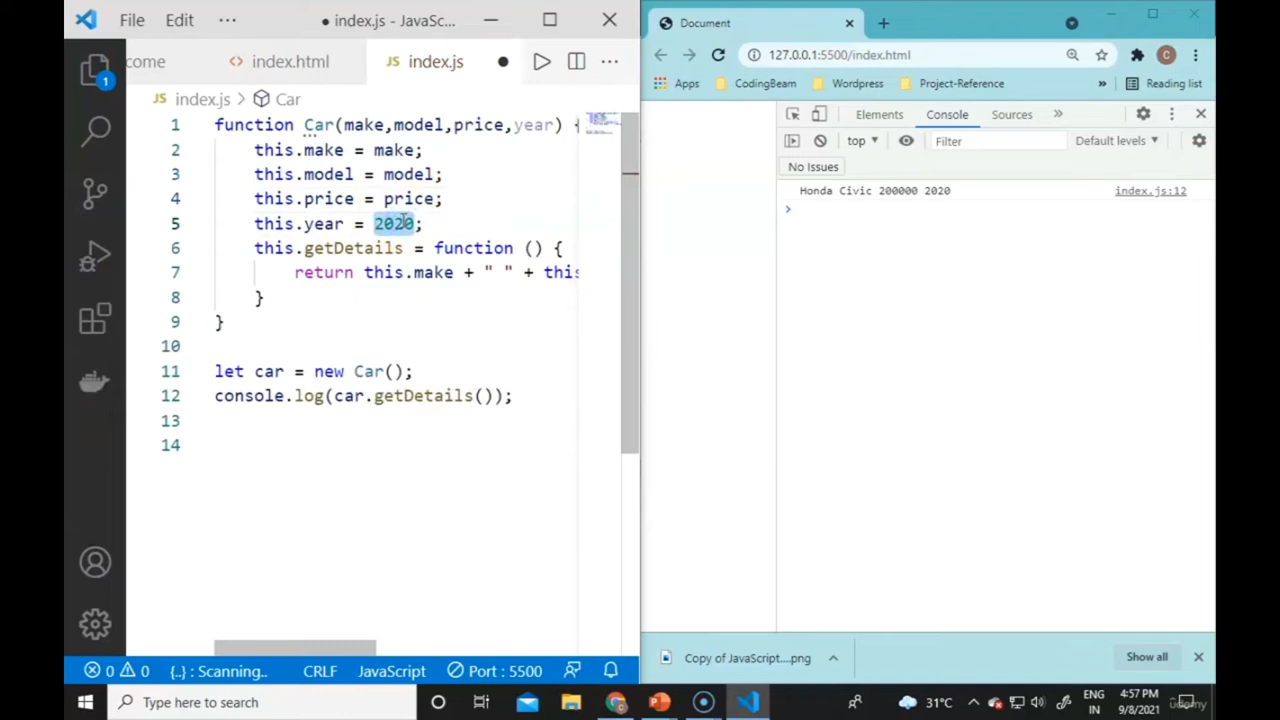 File Edit ··· ● index.js - JavaSc...
come <> index.html JS index.js
JS index.js > Car
1 function Car(make,model,price,year) {
2 this.make = make;
3 this.model = model;
4 this.price = price;
5 this.year = 2020;
6 this.getDetails = function () {
7 return this.make + " " + this
8 }
9 }
10
11 let car = new Car();
12 console.log(car.getDetails());
13
14
0 0 {..} : Scanning.. CRLF JavaScript Port : 5500
Document
127.0.0.1:5500/index.html
Apps CodingBeam Wordpress Project-Reference » Reading list
Elements Console Sources »
top Filter Default levels
No Issues
Honda Civic 200000 2020 index.js:12
Copy of JavaScript....png Show all
Type here to search
31°C
ENG
IN
4:57 PM
9/8/2021
Udemy
1
C